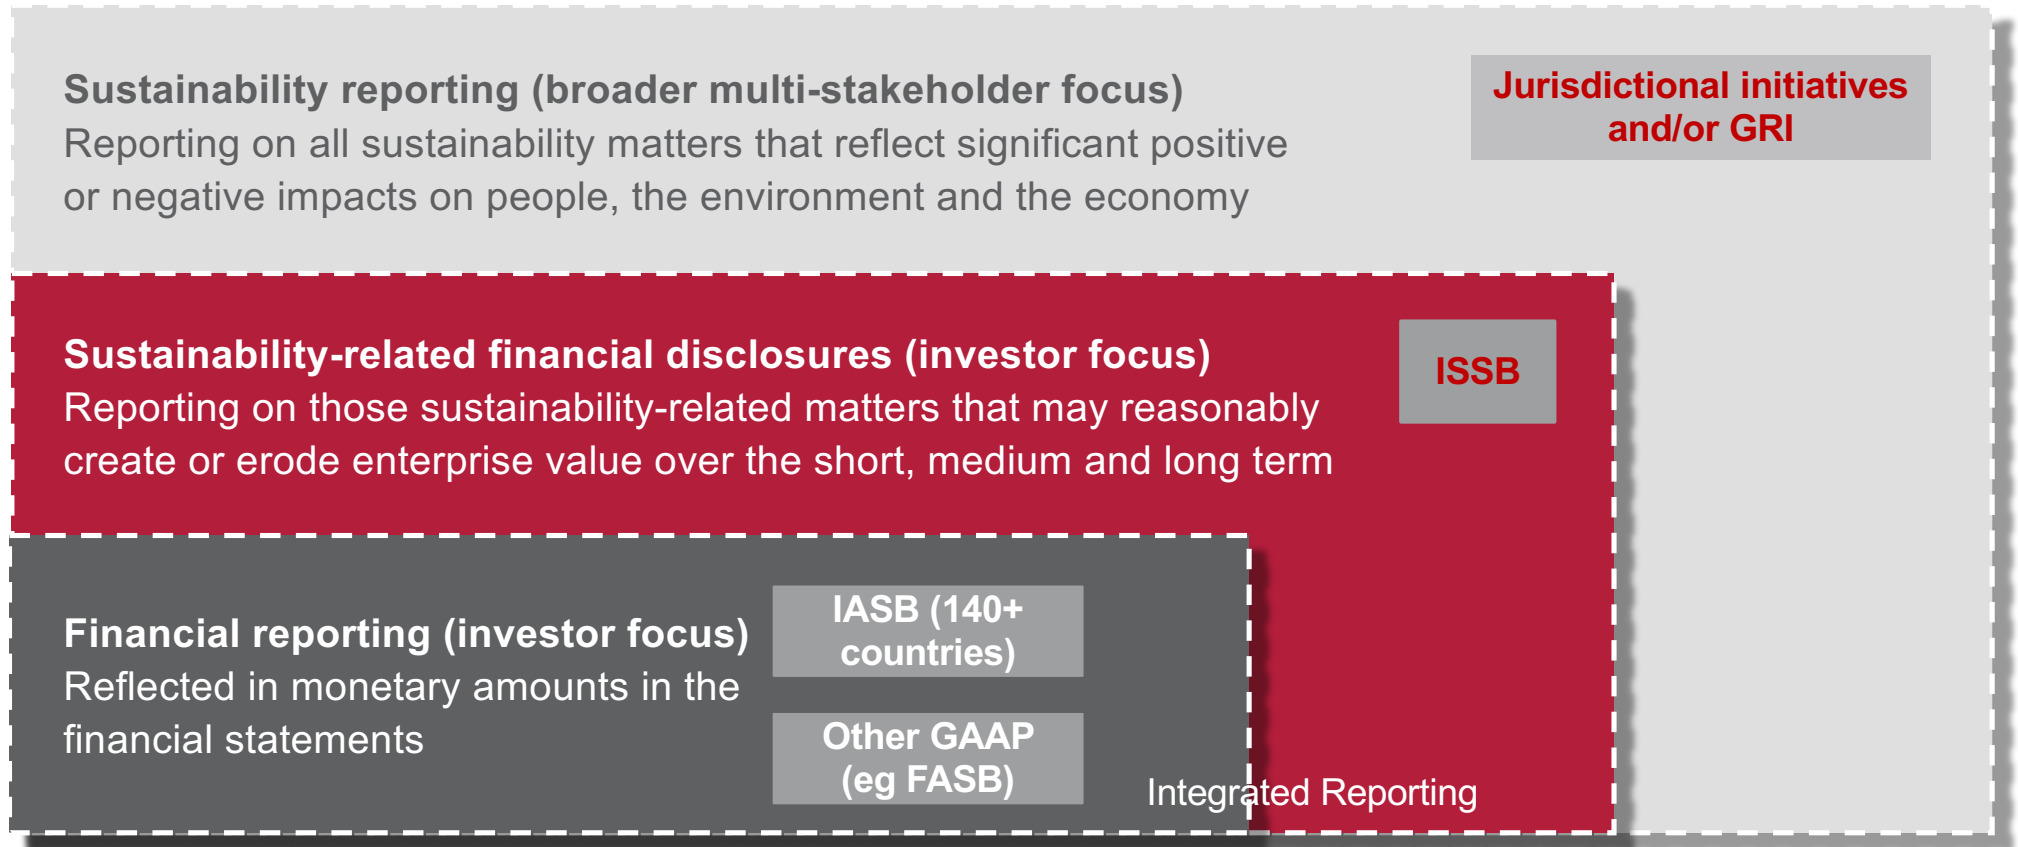 Sustainability reporting (broader multi-stakeholder focus)
Reporting on all sustainability matters that reflect significant positive
or negative impacts on people, the environment and the economy
Jurisdictional initiatives
and/or GRI
Sustainability-related financial disclosures (investor focus)
Reporting on those sustainability-related matters that may reasonably
create or erode enterprise value over the short, medium and long term
ISSB
Financial reporting (investor focus)
Reflected in monetary amounts in the
financial statements
IASB (140+
countries)
Other GAAP
(eg FASB)
Integrated Reporting